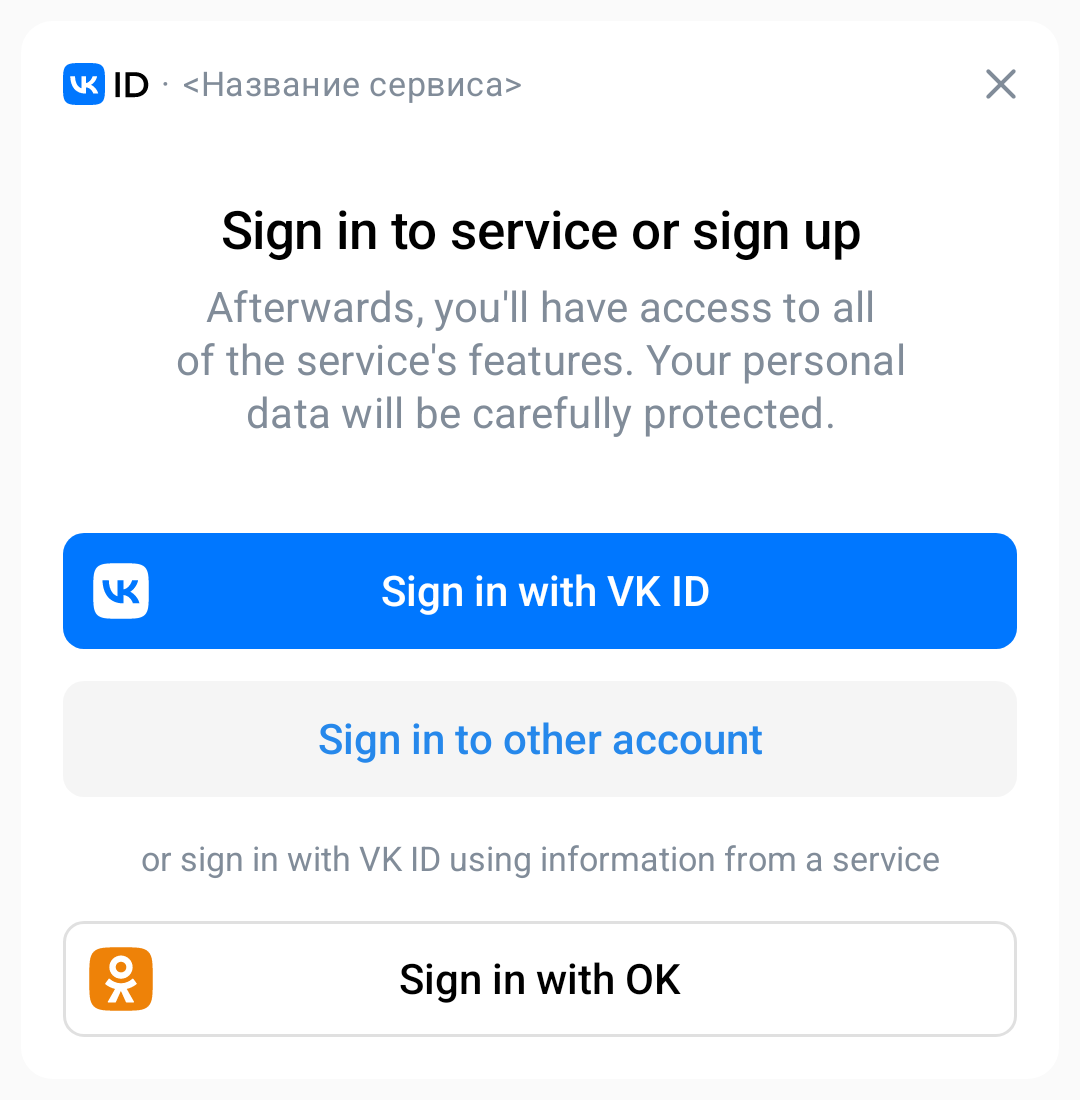 VK ID · <Название сервиса>
Sign in to service or sign up
Afterwards, you'll have access to all
of the service's features. Your personal
data will be carefully protected.
VK Sign in with VK ID
Sign in to other account
or sign in with VK ID using information from a service
Sign in with OK